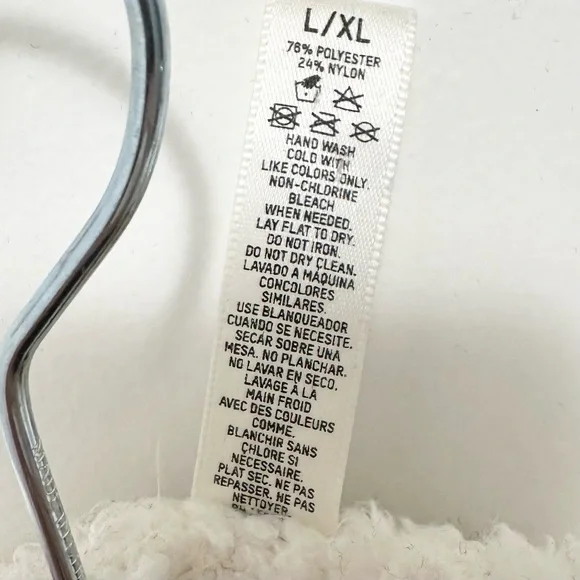 L/XL
76% POLYESTER
24% NYLON
HAND WASH
COLD WITH
LIKE COLORS ONLY.
NON-CHLORINE
BLEACH
WHEN NEEDED.
LAY FLAT TO DRY.
DO NOT IRON.
DO NOT DRY CLEAN.
LAVADO A MÁQUINA
CONCOLORES
SIMILARES.
USE BLANQUEADOR
CUANDO SE NECESITE.
SECAR SOBRE UNA
MESA. NO PLANCHAR.
NO LAVAR EN SECO.
LAVAGE À LA
MAIN FROID
AVEC DES COULEURS
COMME.
BLANCHIR SANS
CHLORE SI
NÉCESSAIRE.
PLAT SEC. NE PAS
REPASSER. NE PAS
NETTOYER.